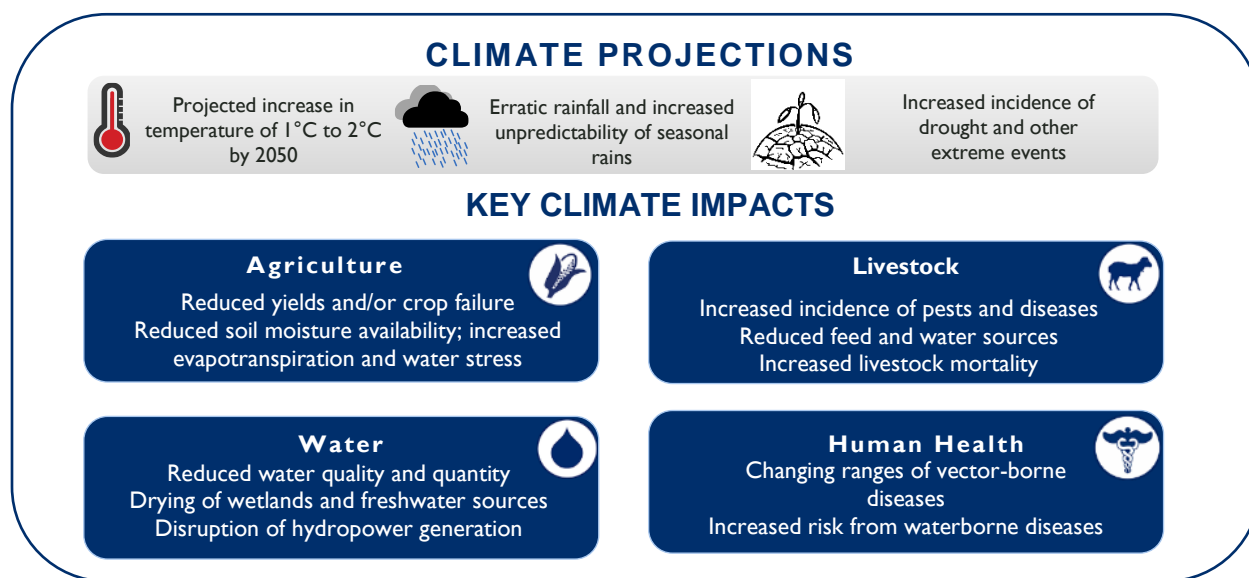 CLIMATE PROJECTIONS
Projected increase in
temperature of 1°C to 2°C
by 2050
Erratic rainfall and increased
unpredictability of seasonal
rains
Increased incidence of
drought and other
extreme events
KEY CLIMATE IMPACTS
Agriculture
Reduced yields and/or crop failure
Reduced soil moisture availability; increased
evapotranspiration and water stress
Livestock
Increased incidence of pests and diseases
Reduced feed and water sources
Increased livestock mortality
Water
Reduced water quality and quantity
Drying of wetlands and freshwater sources
Disruption of hydropower generation
Human Health
Changing ranges of vector-borne
diseases
Increased risk from waterborne diseases